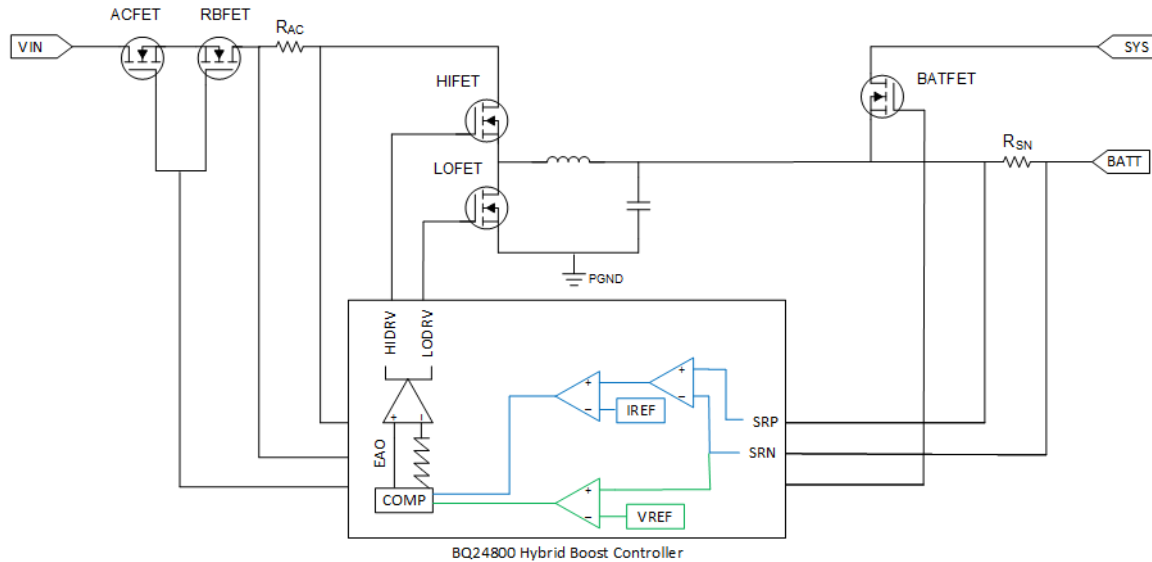 ACFET
RBFET
RAC
VIN
SYS
HIFET
BATFET
RSN
LOFET
BATT
PGND
HIDRV
LODRV
+
-
+
-
+
-
IREF
SRP
SRN
EAO
COMP
+
-
VREF
BQ24800 Hybrid Boost Controller